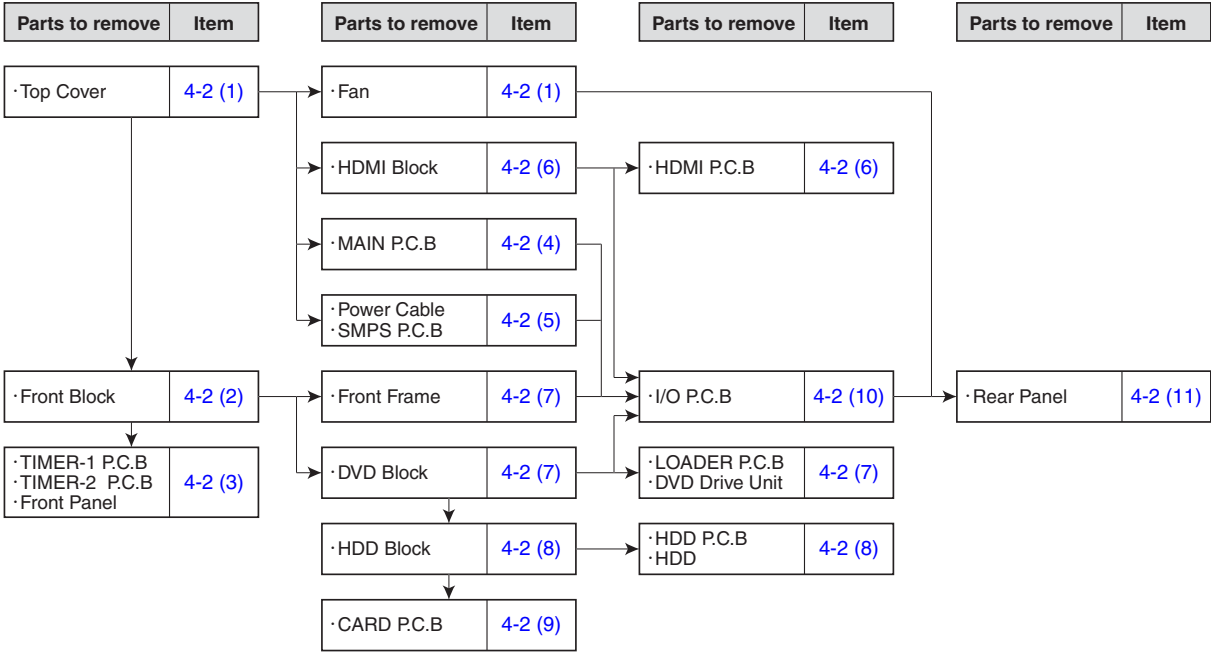 Parts to remove Item Parts to remove Item Parts to remove Item Parts to remove Item
·Top Cover 4-2 (1) ·Fan 4-2 (1)
·HDMI Block 4-2 (6) ·HDMI P.C.B 4-2 (6)
·MAIN P.C.B 4-2 (4)
·Power Cable
·SMPS P.C.B 4-2 (5)
·Front Block 4-2 (2) ·Front Frame 4-2 (7) ·I/O P.C.B 4-2 (10) ·Rear Panel 4-2 (11)
·TIMER-1 P.C.B
·TIMER-2 P.C.B 4-2 (3)
·Front Panel
·DVD Block 4-2 (7)
·LOADER P.C.B
·DVD Drive Unit 4-2 (7)
·HDD Block 4-2 (8)
·HDD P.C.B
·HDD 4-2 (8)
·CARD P.C.B 4-2 (9)